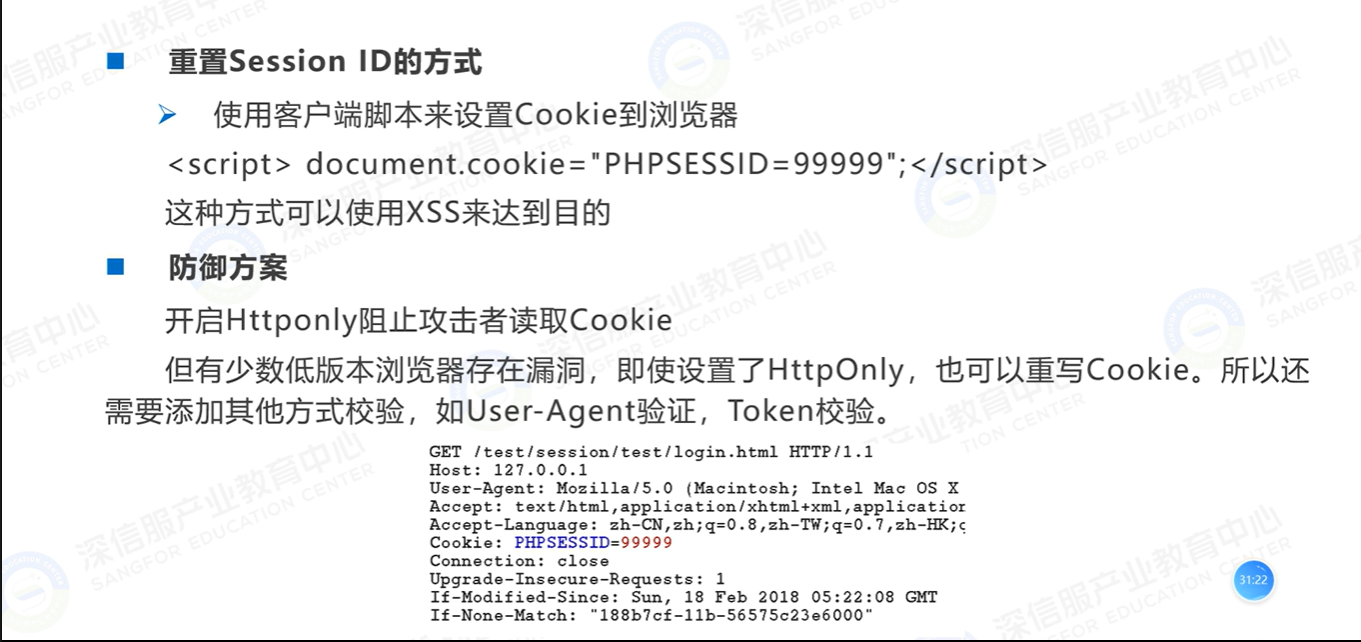 重置Session ID的方式
使用客户端脚本来设置Cookie到浏览器
<script> document.cookie="PHPSESSID=99999";</script>
这种方式可以使用XSS来达到目的
防御方案
开启Httponly阻止攻击者读取Cookie
但有少数低版本浏览器存在漏洞，即使设置了HttpOnly，也可以重写Cookie。所以还
需要添加其他方式校验，如User-Agent验证，Token校验。
GET /test/session/test/login.html HTTP/1.1
Host: 127.0.0.1
User-Agent: Mozilla/5.0 (Macintosh; Intel Mac OS X
Accept: text/html,application/xhtml+xml,application
Accept-Language: zh-CN,zh;q=0.8,zh-TW;q=0.7,zh-HK;q
Cookie: PHPSESSID=99999
Connection: close
Upgrade-Insecure-Requests: 1
If-Modified-Since: Sun, 18 Feb 2018 05:22:08 GMT
If-None-Match: "188b7cf-11b-56575c23e6000"
31:22
深信服产业教育中心
SANGFOR EDUCATION CENTER